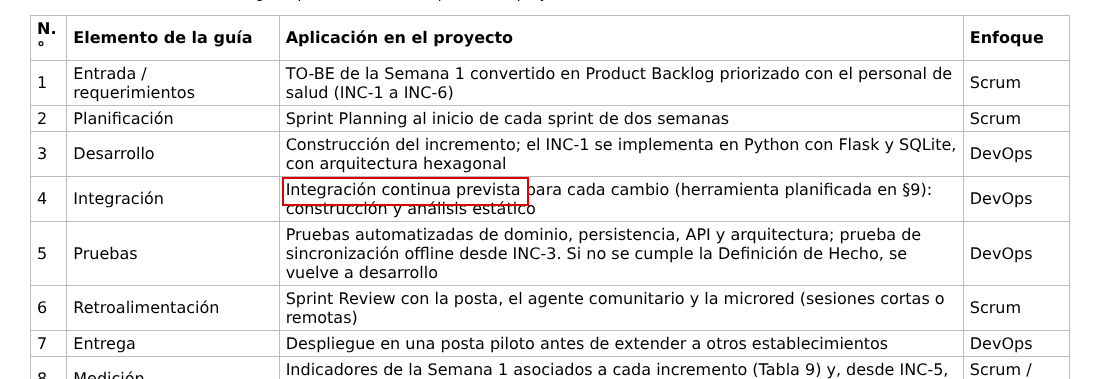 N.
° Elemento de la guía Aplicación en el proyecto Enfoque
1 Entrada / requerimientos TO-BE de la Semana 1 convertido en Product Backlog priorizado con el personal de
salud (INC-1 a INC-6) Scrum
2 Planificación Sprint Planning al inicio de cada sprint de dos semanas Scrum
3 Desarrollo Construcción del incremento; el INC-1 se implementa en Python con Flask y SQLite,
con arquitectura hexagonal DevOps
4 Integración Integración continua prevista para cada cambio (herramienta planificada en §9):
construcción y análisis estático DevOps
5 Pruebas Pruebas automatizadas de dominio, persistencia, API y arquitectura; prueba de
sincronización offline desde INC-3. Si no se cumple la Definición de Hecho, se
vuelve a desarrollo DevOps
6 Retroalimentación Sprint Review con la posta, el agente comunitario y la microred (sesiones cortas o
remotas) Scrum
7 Entrega Despliegue en una posta piloto antes de extender a otros establecimientos DevOps
8 Medición Indicadores de la Semana 1 asociados a cada incremento (Tabla 9) y, desde INC-5, Scrum /